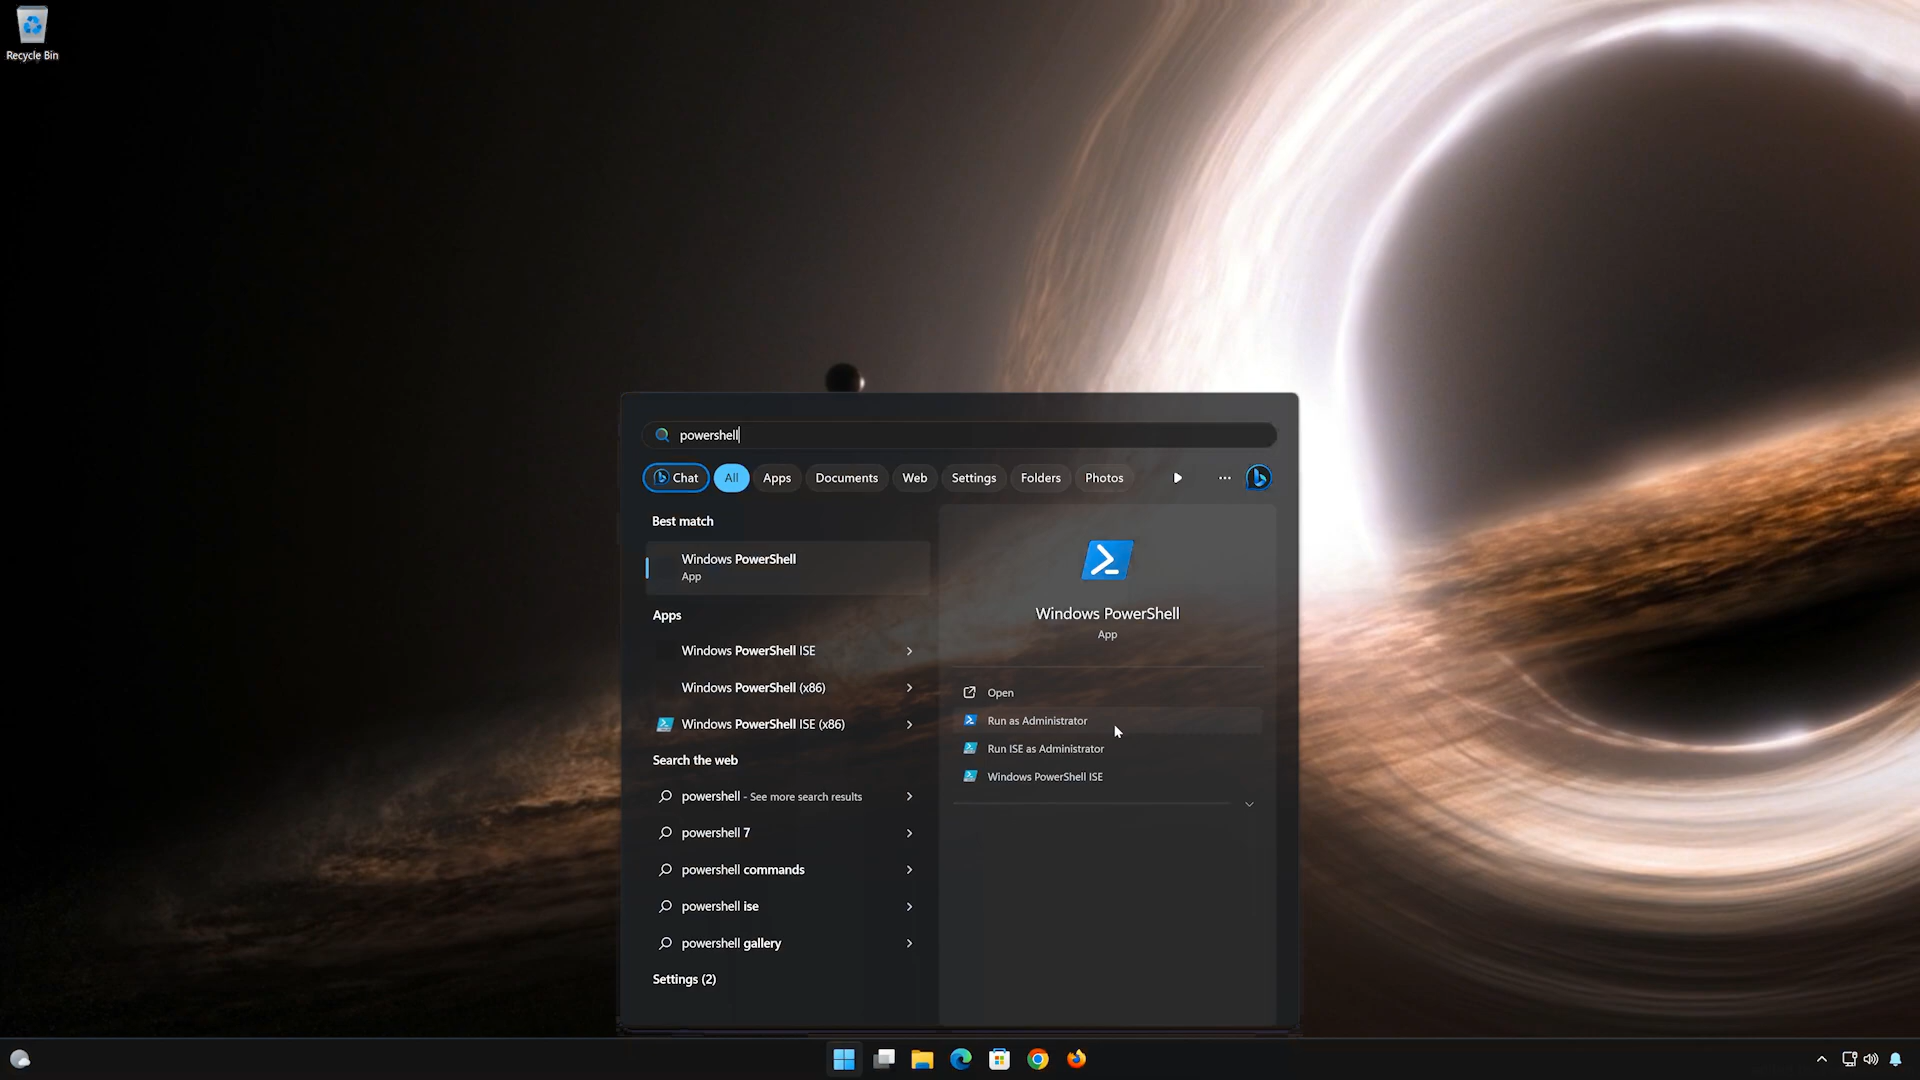 Recycle Bin
powershell
Chat All Apps Documents Web Settings Folders Photos
Best match
Windows PowerShell
App
Apps
Windows PowerShell ISE
Windows PowerShell (x86)
Windows PowerShell ISE (x86)
Search the web
powershell - See more search results
powershell 7
powershell commands
powershell ise
powershell gallery
Settings (2)
Windows PowerShell
App
Open
Run as Administrator
Run ISE as Administrator
Windows PowerShell ISE